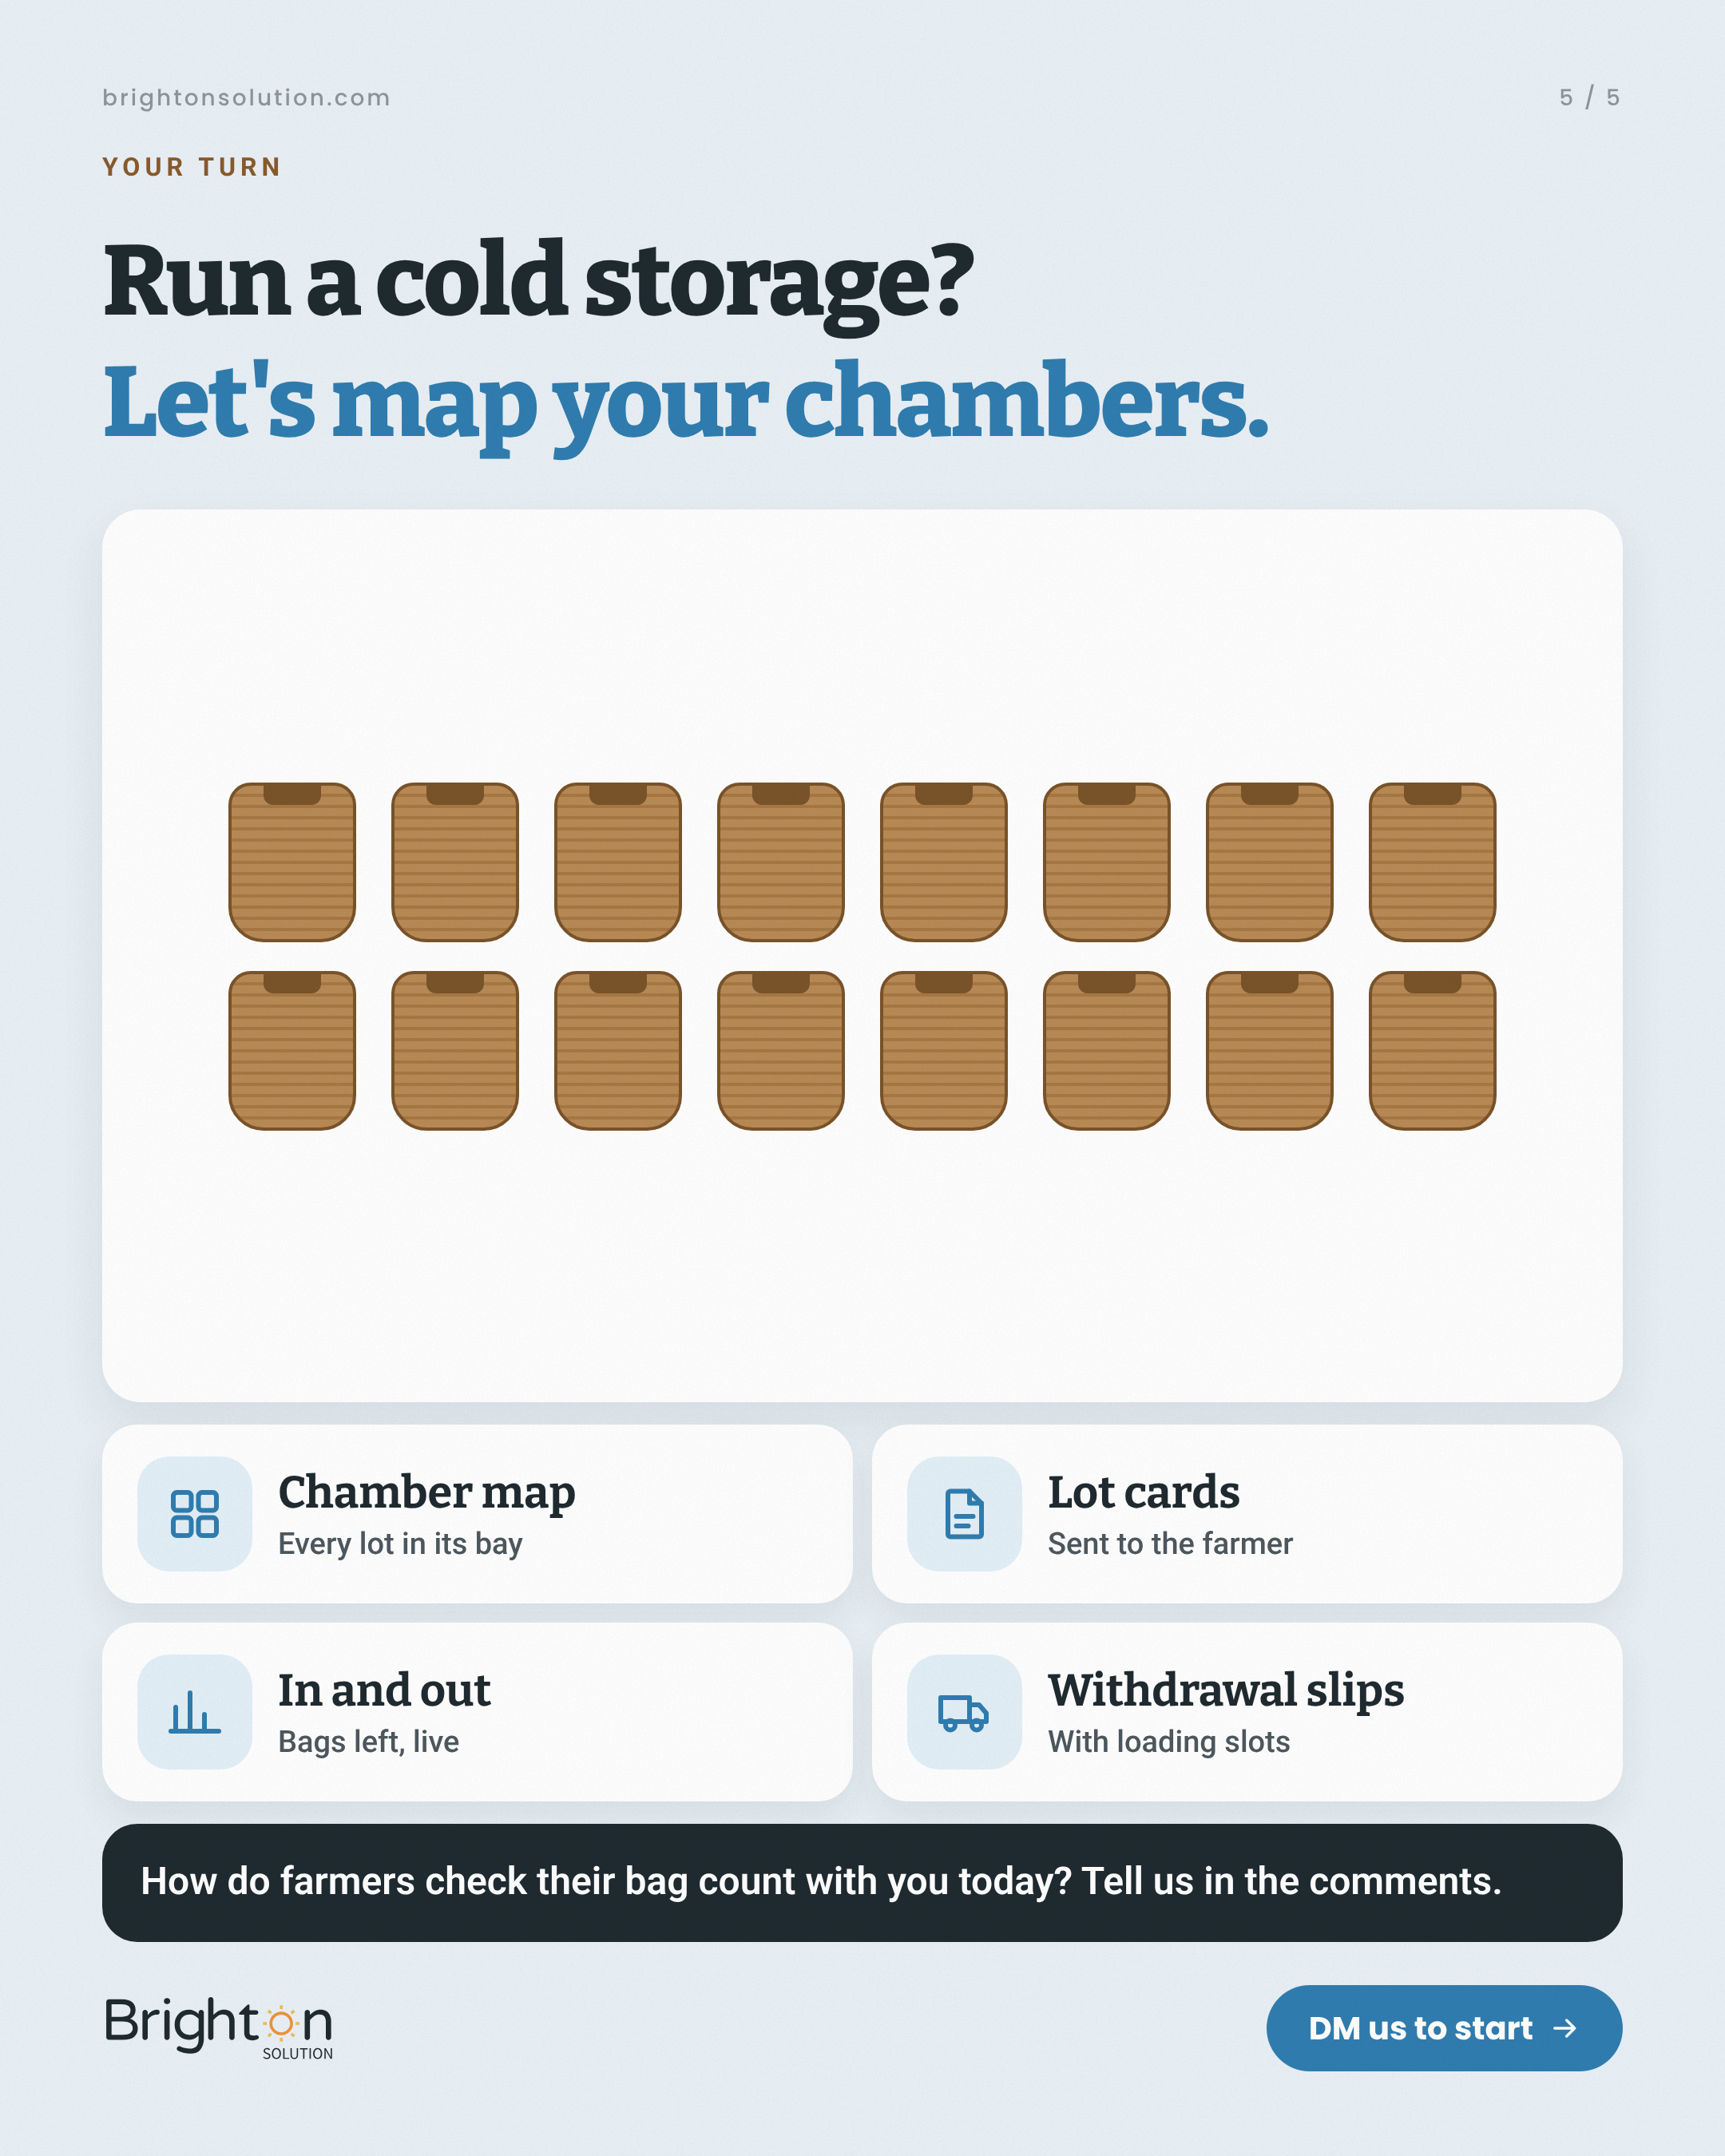 brightonsolution.com
5 / 5
YOUR TURN
Run a cold storage?
Let's map your chambers.
Chamber map
Every lot in its bay
Lot cards
Sent to the farmer
In and out
Bags left, live
Withdrawal slips
With loading slots
How do farmers check their bag count with you today? Tell us in the comments.
Brighton
SOLUTION
DM us to start →